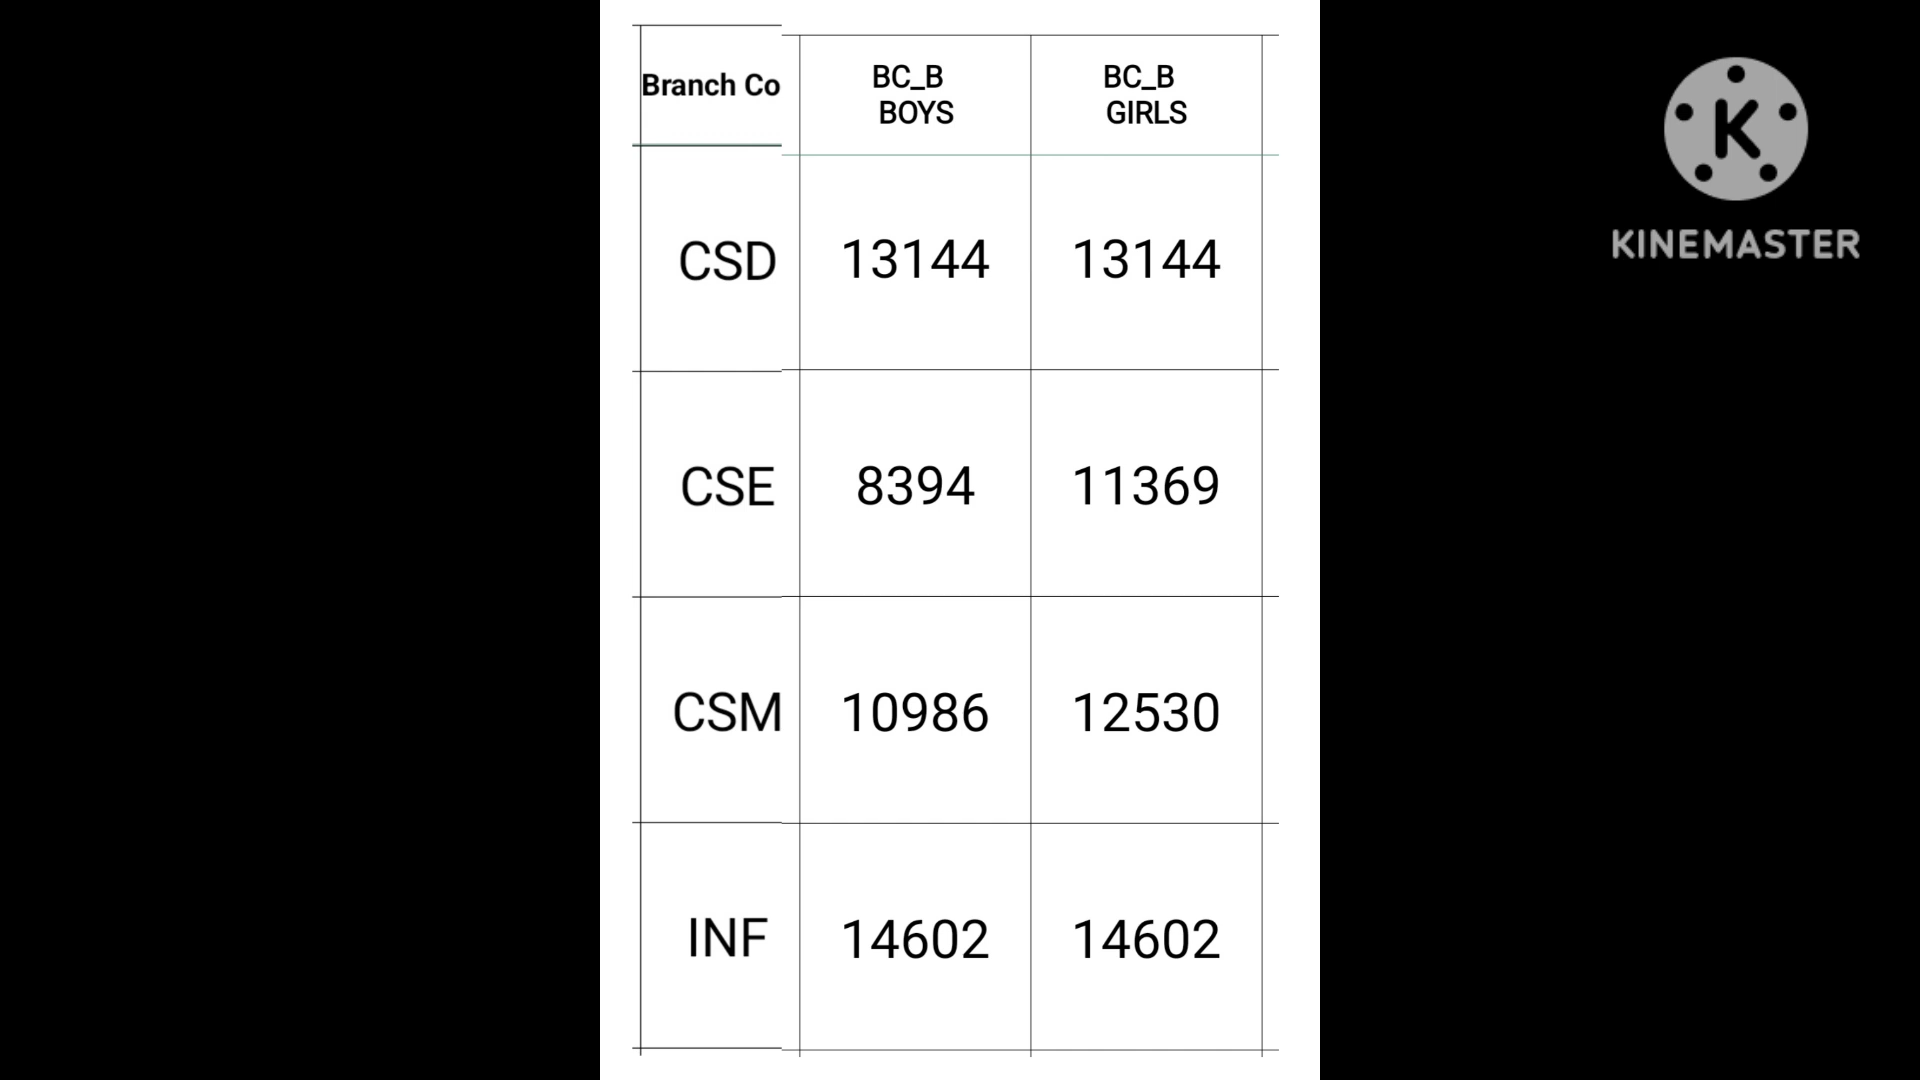 Branch Co
BC_B
BOYS
BC_B
GIRLS
CSD 13144 13144
CSE 8394 11369
CSM 10986 12530
INF 14602 14602
K
KINEMASTER